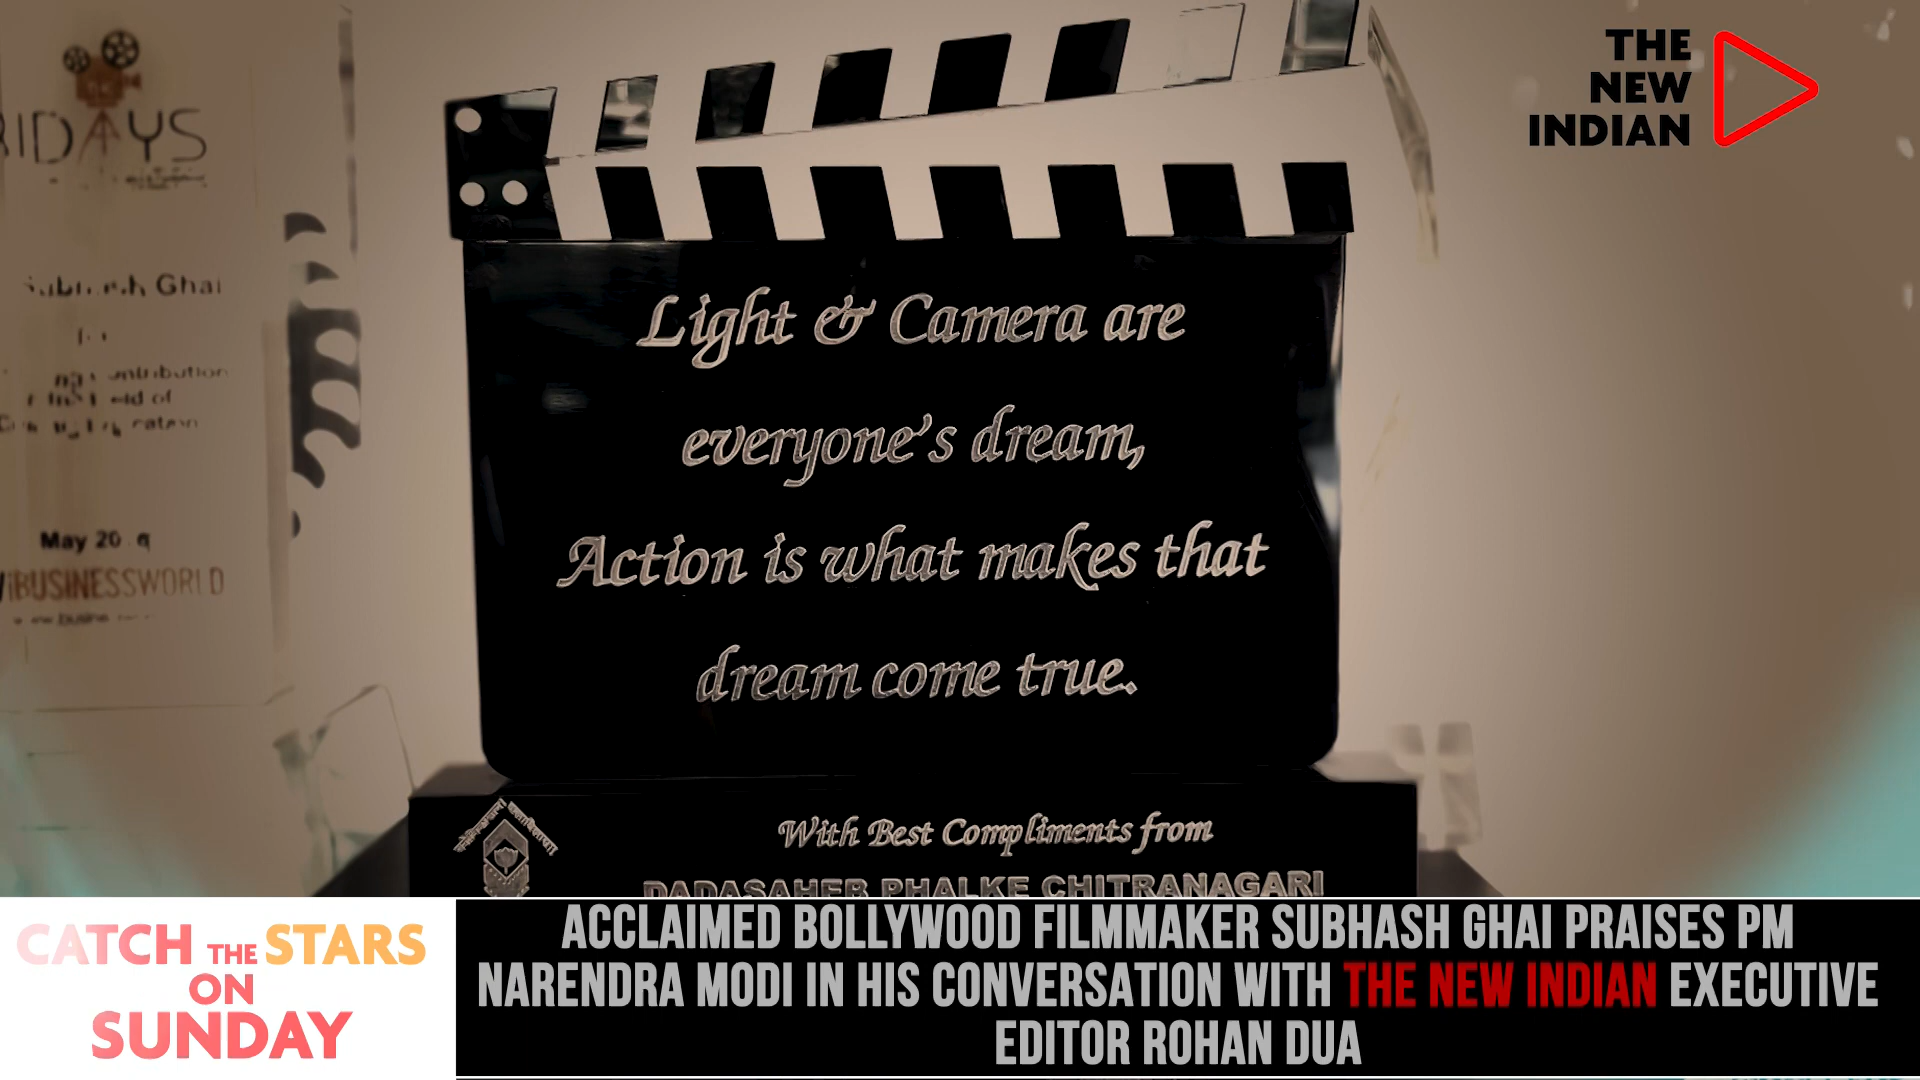 THE
NEW
INDIAN
Ghai
May 20
BUSINESSWORLD
Light & Camera are
everyone's dream,
Action is what makes that
dream come true.
With Best Compliments from
DADASAHEB PHALKE CHITRANAGARI
CATCH THE STARS
ON
SUNDAY
ACCLAIMED BOLLYWOOD FILMMAKER SUBHASH GHAI PRAISES PM
NARENDRA MODI IN HIS CONVERSATION WITH THE NEW INDIAN EXECUTIVE
EDITOR ROHAN DUA